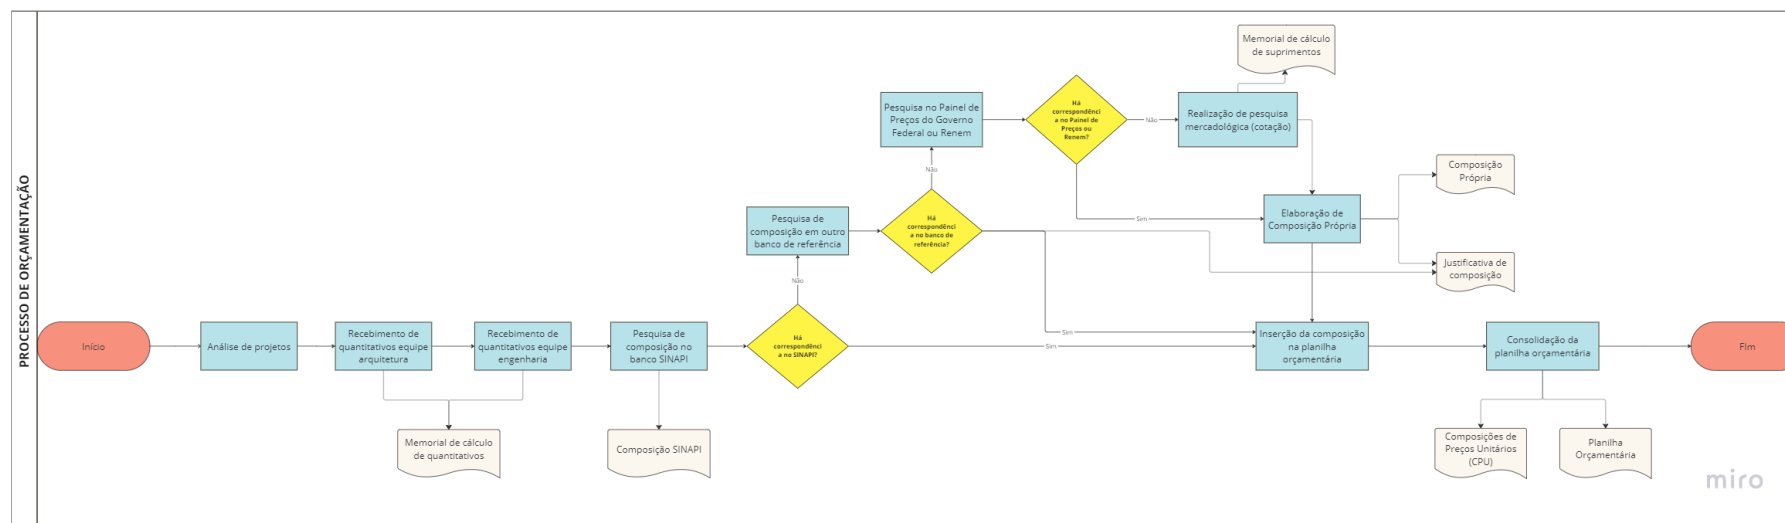 PROCESSO DE ORÇAMENTAÇÃO
Início
Análise de projetos
Recebimento de
quantitativos equipe
arquitetura
Recebimento de
quantitativos equipe
engenharia
Memorial de cálculo
de quantitativos
Pesquisa de
composição no
banco SINAPI
Composição SINAPI
Há
correspondênci
a no SINAPI?
Não
Sim
Pesquisa de
composição em outro
banco de referência
Há
correspondênci
a no banco de
referência?
Não
Sim
Pesquisa no Painel de
Preços do Governo
Federal ou Renem
Há
correspondênci
a no Painel de
Preços ou
Renem?
Não
Sim
Realização de pesquisa
mercadológica (cotação)
Memorial de cálculo
de suprimentos
Elaboração de
Composição Própria
Composição
Própria
Justificativa de
composição
Inserção da composição
na planilha
orçamentária
Consolidação da
planilha orçamentária
Composições de
Preços Unitários
(CPU)
Planilha
Orçamentária
Fim
miro